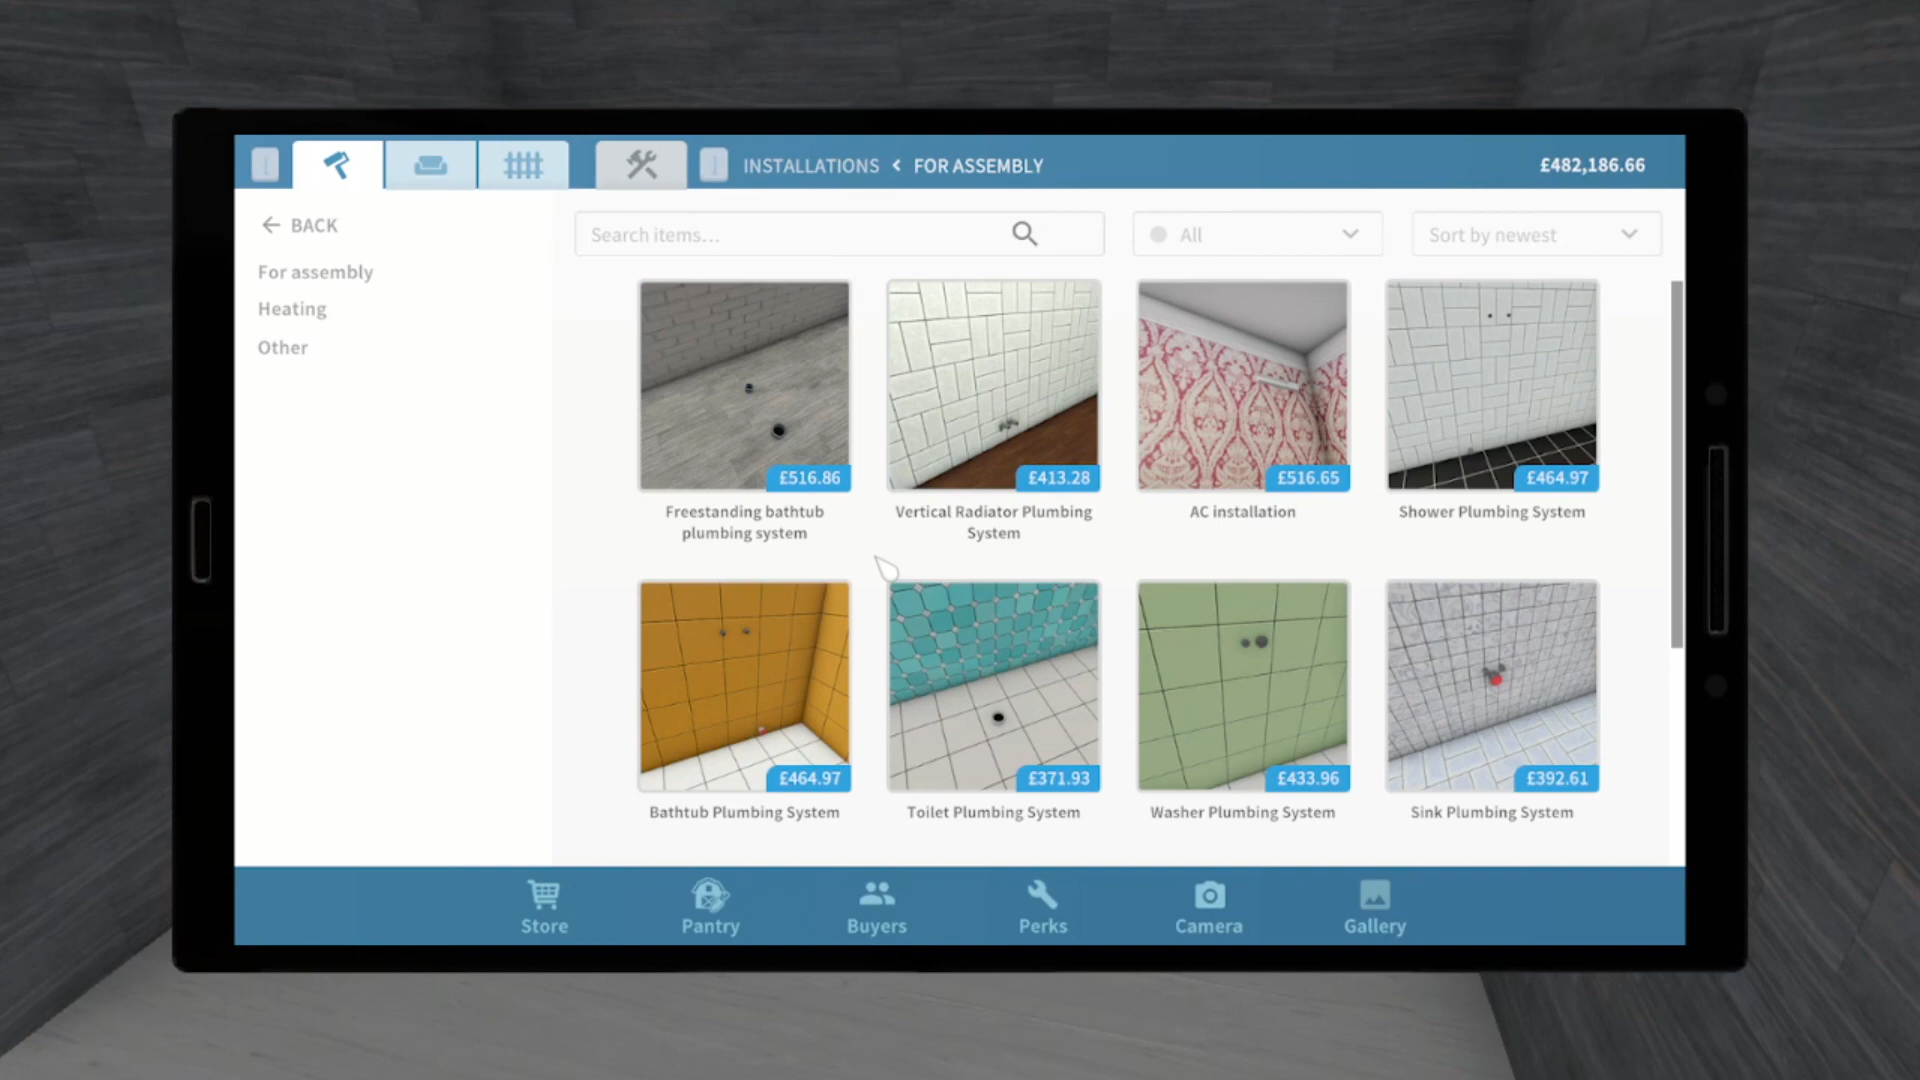 INSTALLATIONS < FOR ASSEMBLY
£482,186.66
BACK
For assembly
Heating
Other
Search items...
All
Sort by newest
£516.86
£413.28
£516.65
£464.97
Freestanding bathtub
plumbing system
Vertical Radiator Plumbing
System
AC installation
Shower Plumbing System
£464.97
£371.93
£433.96
£392.61
Bathtub Plumbing System
Toilet Plumbing System
Washer Plumbing System
Sink Plumbing System
Store
Pantry
Buyers
Perks
Camera
Gallery